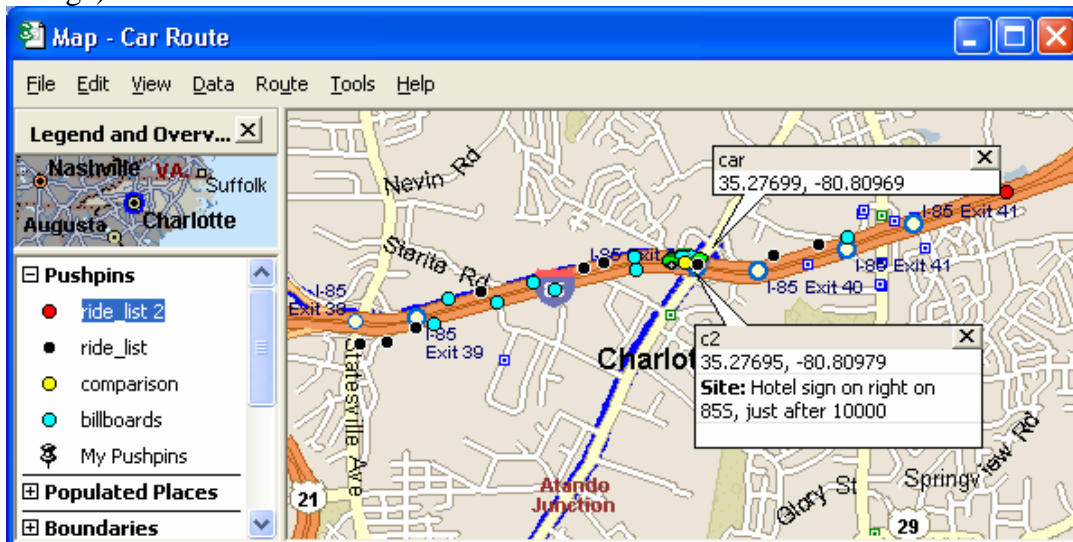 Map - Car Route
File Edit View Data Route Tools Help
Legend and Overv...
Nashville VA. Suffolk
Augusta Charlotte
Pushpins
ride_list 2
ride_list
comparison
billboards
My Pushpins
Populated Places
Boundaries
Nevin Rd
car
35.27699, -80.80969
Starita Rd
I-85
I-85 Exit 41
I-85
Exit 38
I-85 Exit 41
I-85 Exit 40
I-85
Exit 39
Statesville Ave
Charlot
c2
35.27695, -80.80979
Site: Hotel sign on right on
85S, just after 10000
21
Atando
Junction
Glory St
Springview Rd
29